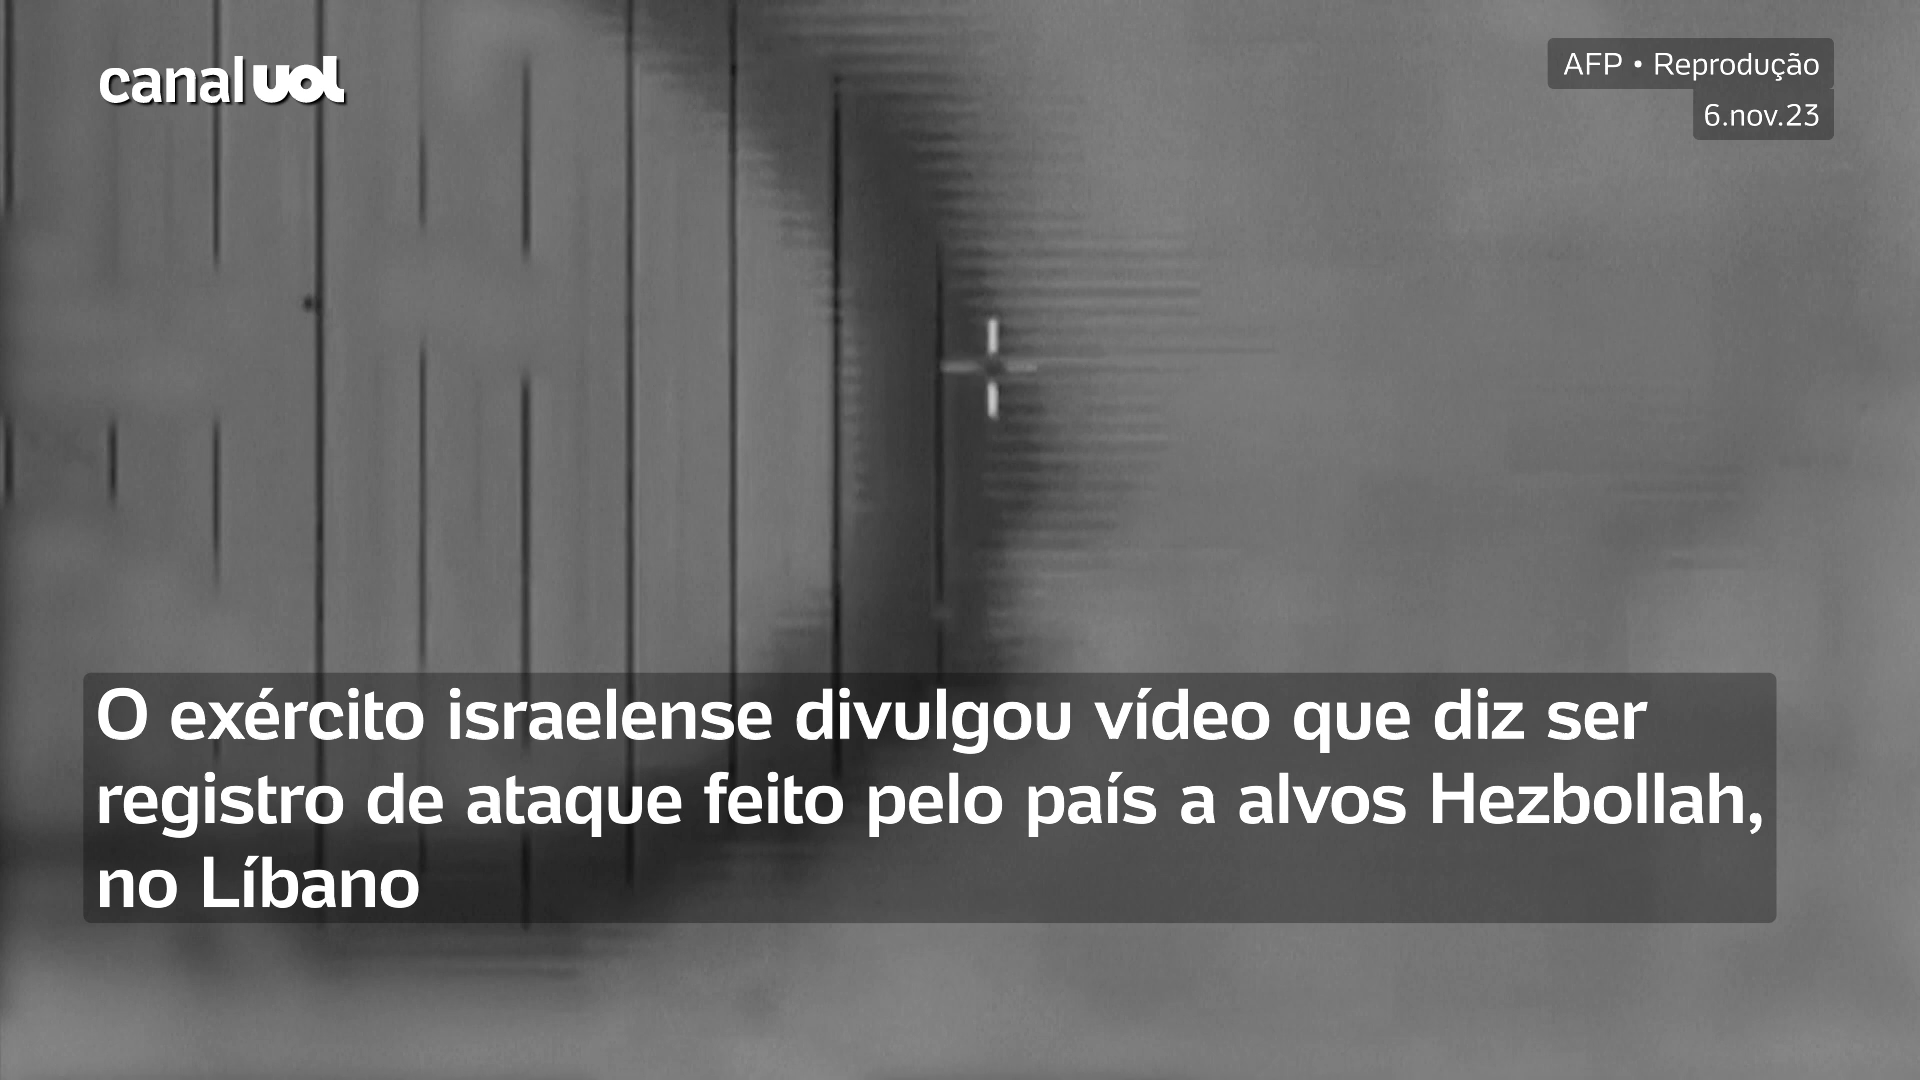 canal uol
AFP • Reprodução
6.nov.23
O exército israelense divulgou vídeo que diz ser
registro de ataque feito pelo país a alvos Hezbollah,
no Líbano